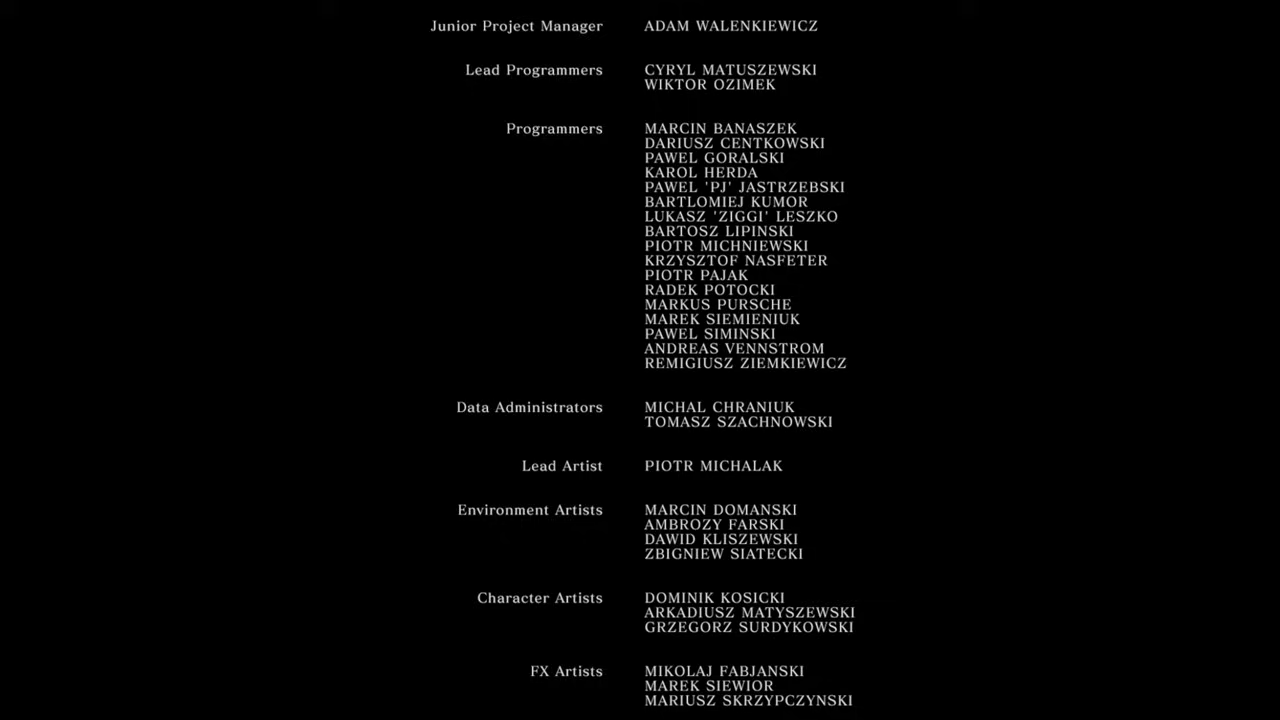 Junior Project Manager ADAM WALENKIEWICZ
Lead Programmers CYRYL MATUSZEWSKI
WIKTOR OZIMEK
Programmers MARCIN BANASZEK
DARIUSZ CENTKOWSKI
PAWEL GORALSKI
KAROL HERDA
PAWEL 'PJ' JASTRZEBSKI
BARTLOMIEJ KUMOR
LUKASZ 'ZIGGI' LESZKO
BARTOSZ LIPINSKI
PIOTR MICHNIEWSKI
KRZYSZTOF NASFETER
PIOTR PAJAK
RADEK POTOCKI
MARKUS PURSCHE
MAREK SIEMIENIUK
PAWEL SIMINSKI
ANDREAS VENNSTROM
REMIGIUSZ ZIEMKIEWICZ
Data Administrators MICHAL CHRANIUK
TOMASZ SZACHNOWSKI
Lead Artist PIOTR MICHALAK
Environment Artists MARCIN DOMANSKI
AMBROZY FARSKI
DAWID KLISZEWSKI
ZBIGNIEW SIATECKI
Character Artists DOMINIK KOSICKI
ARKADIUSZ MATYSZEWSKI
GRZEGORZ SURDYKOWSKI
FX Artists MIKOLAJ FABJANSKI
MAREK SIEWIOR
MARIUSZ SKRZYPCZYNSKI